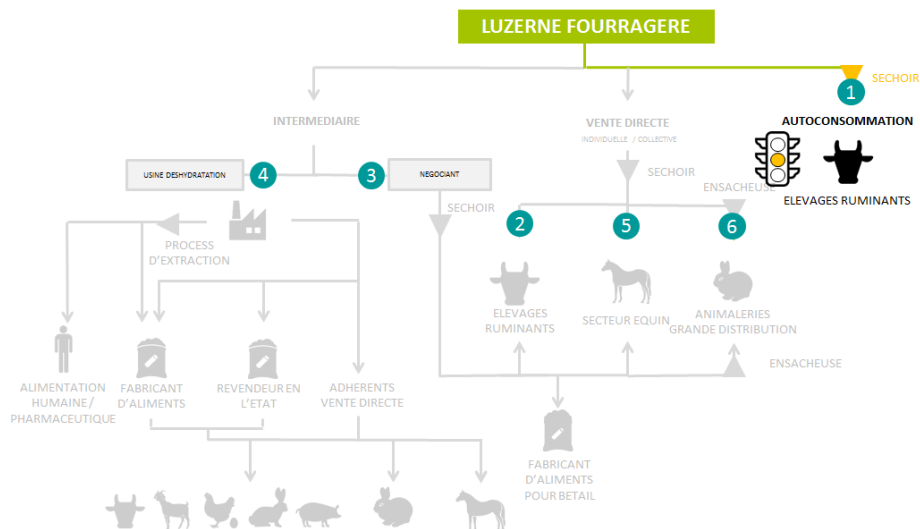 LUZERNE FOURRAGERE
SECHOIR
1
AUTOCONSOMMATION
ELEVAGES RUMINANTS
INTERMEDIAIRE
VENTE DIRECTE
INDIVIDUELLE / COLLECTIVE
USINE DESHYDRATATION
4
3
NEGOCIANT
SECHOIR
ENSACHEUSE
SECHOIR
2
5
6
PROCESS
D'EXTRACTION
ELEVAGES
RUMINANTS
SECTEUR EQUIN
ANIMALERIES
GRANDE DISTRIBUTION
ENSACHEUSE
ALIMENTATION
HUMAINE /
PHARMACEUTIQUE
FABRICANT
D'ALIMENTS
REVENDEUR EN
L'ETAT
ADHERENTS
VENTE DIRECTE
FABRICANT
D'ALIMENTS
POUR BETAIL